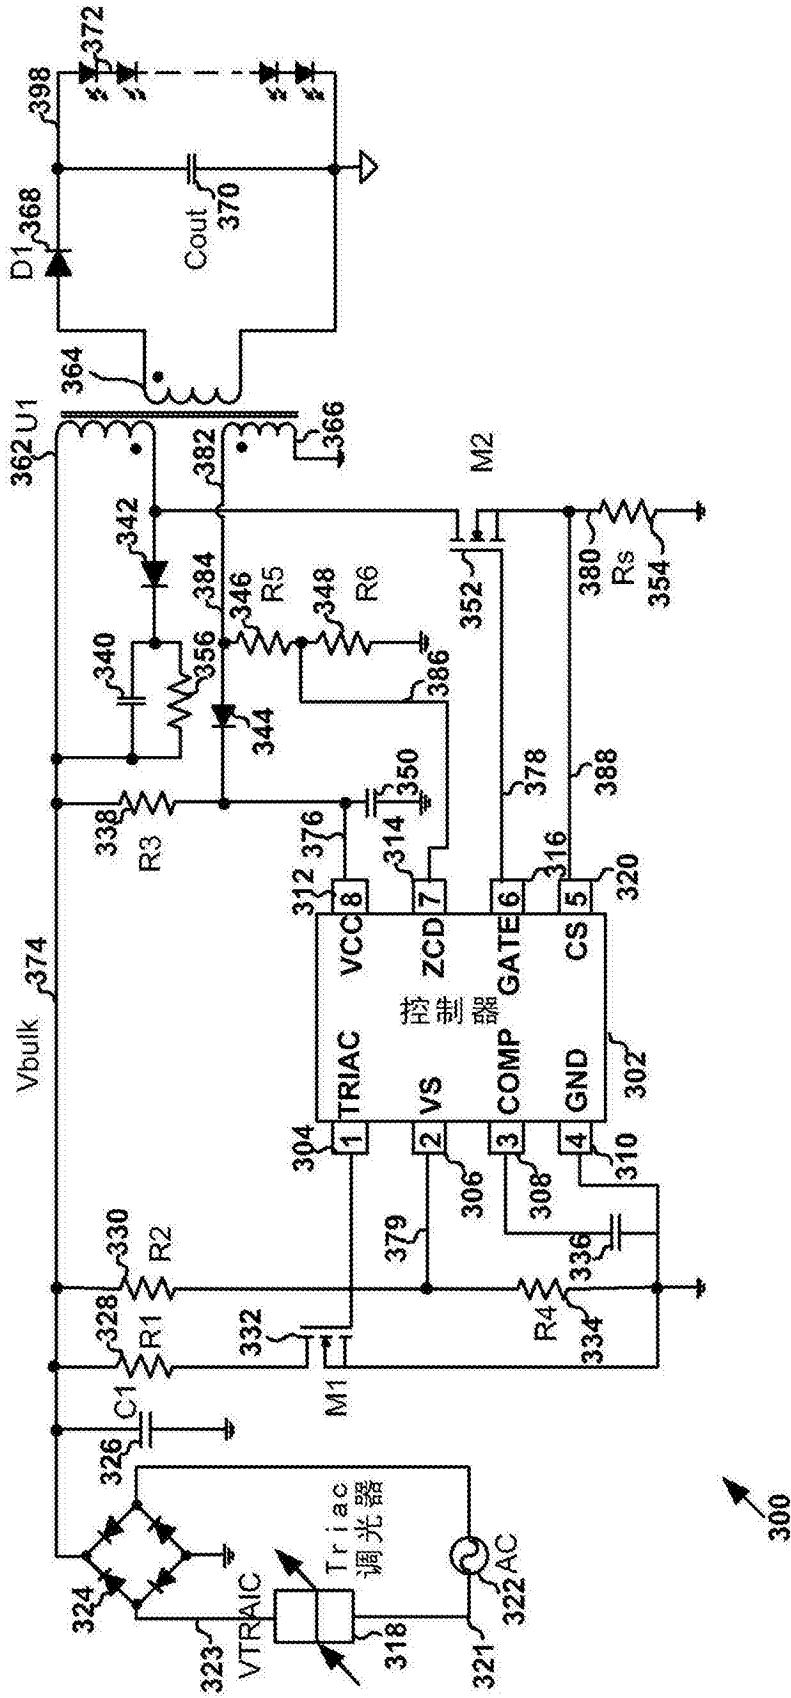 398
372
D1 368
Cout
370
364
U1
362
382
366
342
384
346
R5
348
R6
M2
352
380
Rs
354
340
356
344
386
338
R3
376
350
314
378
388
312
316
320
8
7
6
5
VCC
ZCD
GATE
CS
控制器
302
TRIAC
VS
COMP
GND
1
2
3
4
304
306
308
310
Vbulk
374
379
336
330
R2
328
R1
332
M1
R4
334
C1
326
324
Triac
调光器
VTRAIC
323
318
321
322
AC
300